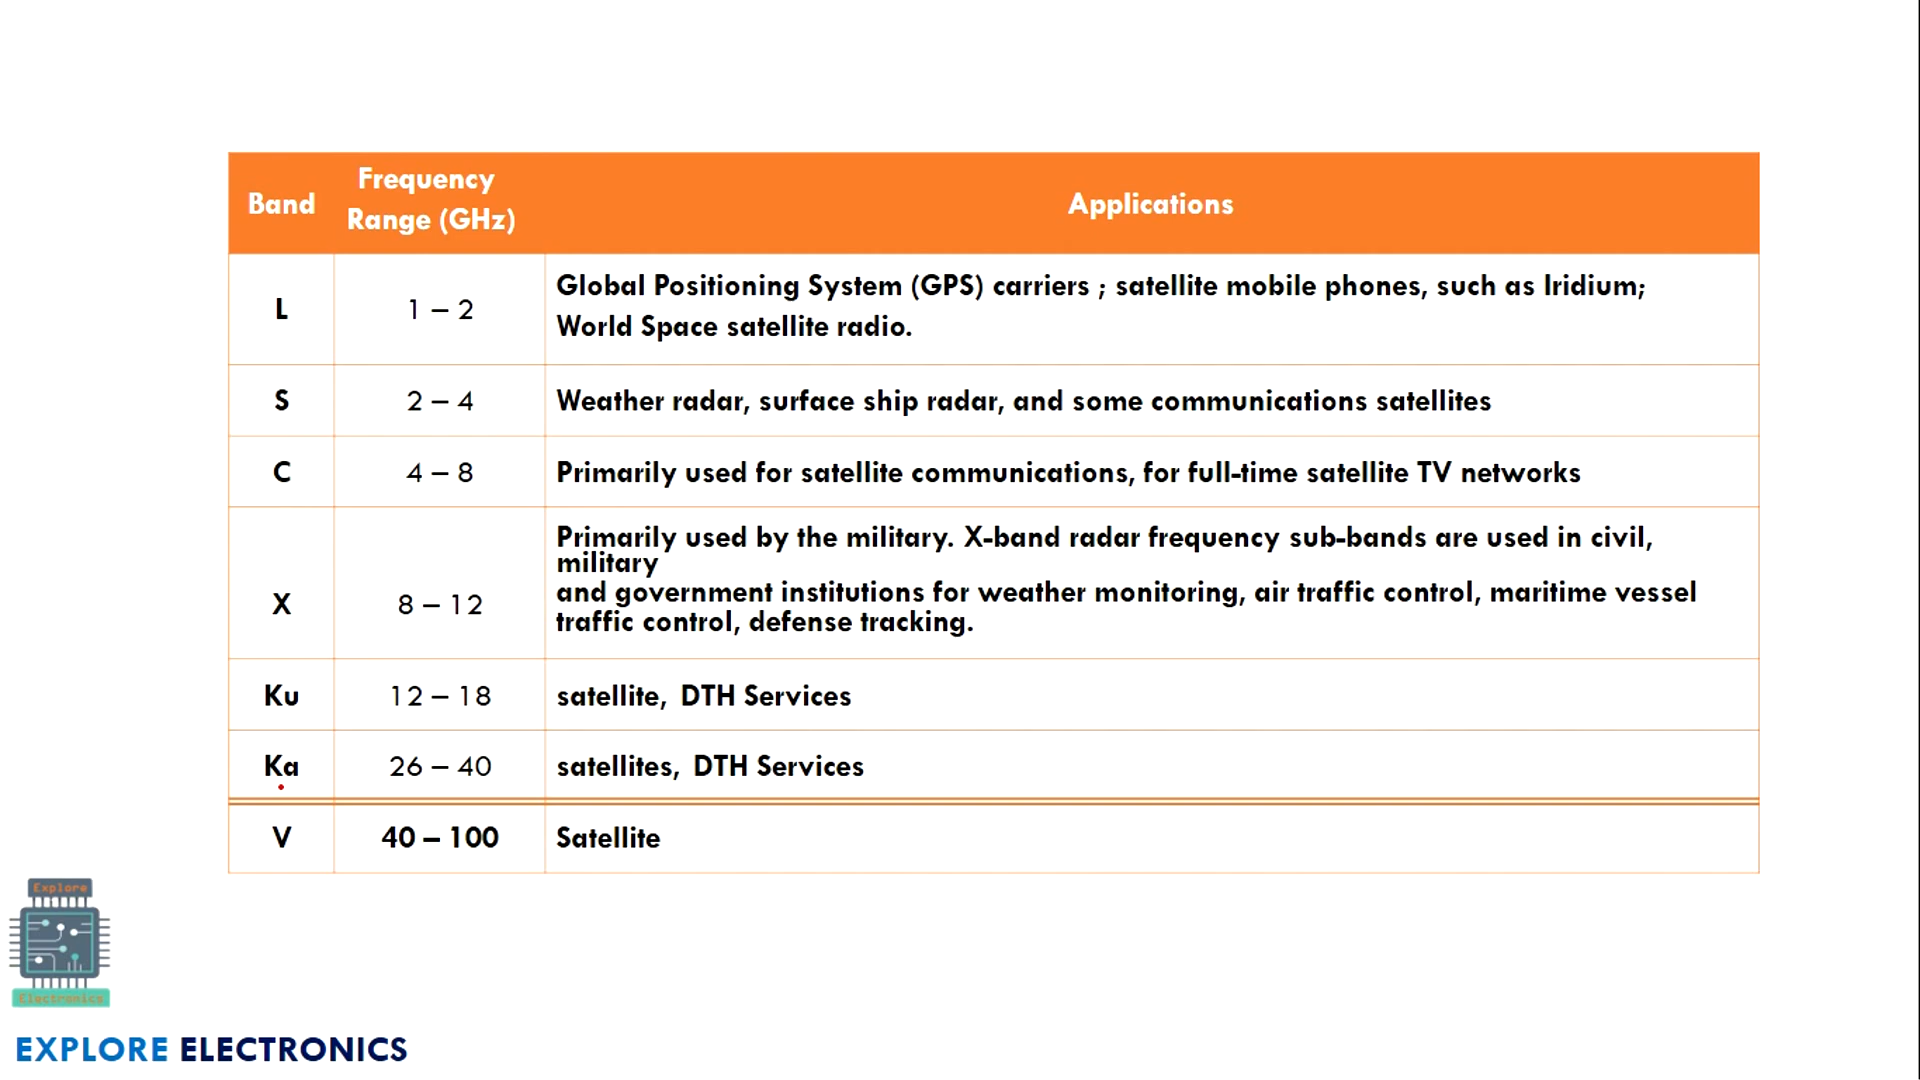 Band
Frequency
Range (GHz)
Applications
L
1 – 2
Global Positioning System (GPS) carriers ; satellite mobile phones, such as Iridium;
World Space satellite radio.
S
2 – 4
Weather radar, surface ship radar, and some communications satellites
C
4 – 8
Primarily used for satellite communications, for full-time satellite TV networks
X
8 – 12
Primarily used by the military. X-band radar frequency sub-bands are used in civil,
military
and government institutions for weather monitoring, air traffic control, maritime vessel
traffic control, defense tracking.
Ku
12 – 18
satellite, DTH Services
Ka
26 – 40
satellites, DTH Services
V
40 – 100
Satellite
Explore
Electronics
EXPLORE ELECTRONICS